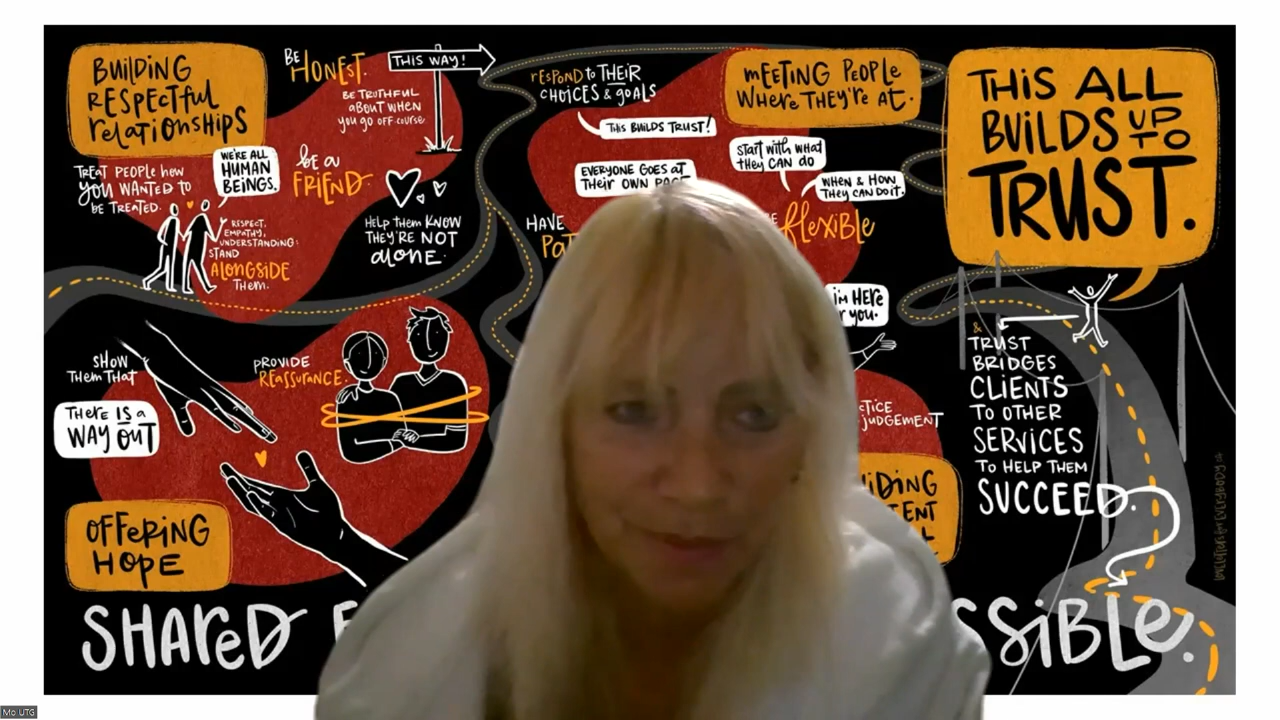 BUILDING
RESPECTFUL
RELATIONSHIPS
BE
HONEST.
THIS WAY!
BE TRUTHFUL
ABOUT WHEN
YOU GO OFF COURSE
TREAT PEOPLE HOW
YOU WANTED TO
BE TREATED.
WE'RE ALL
HUMAN
BEINGS.
be a
FRIEND.
RESPECT,
EMPATHY,
UNDERSTANDING:
STAND
ALONGSIDE
THEM.
HELP THEM KNOW
THEY'RE NOT
ALONE.
RESPOND to THEIR
CHOICES & GOALS
THIS BUILDS TRUST!
MEETING PEOPLE
WHERE THEY'RE AT.
START WITH WHAT
THEY CAN DO
EVERYONE GOES AT
THEIR OWN PACE
WHEN & HOW
THEY CAN DO IT.
HAVE
flexible
THIS ALL
BUILDS UP
TO
TRUST.
SHOW
THEM THAT
THERE IS a
WAY OUT
PROVIDE
REASSURANCE.
I'M HERE
YOU.
JUDGEMENT
&
TRUST
BRIDGES
CLIENTS
TO OTHER
SERVICES
TO HELP THEM
SUCCEED.
OFFERING
HOPE
SHARED
Mo UTG